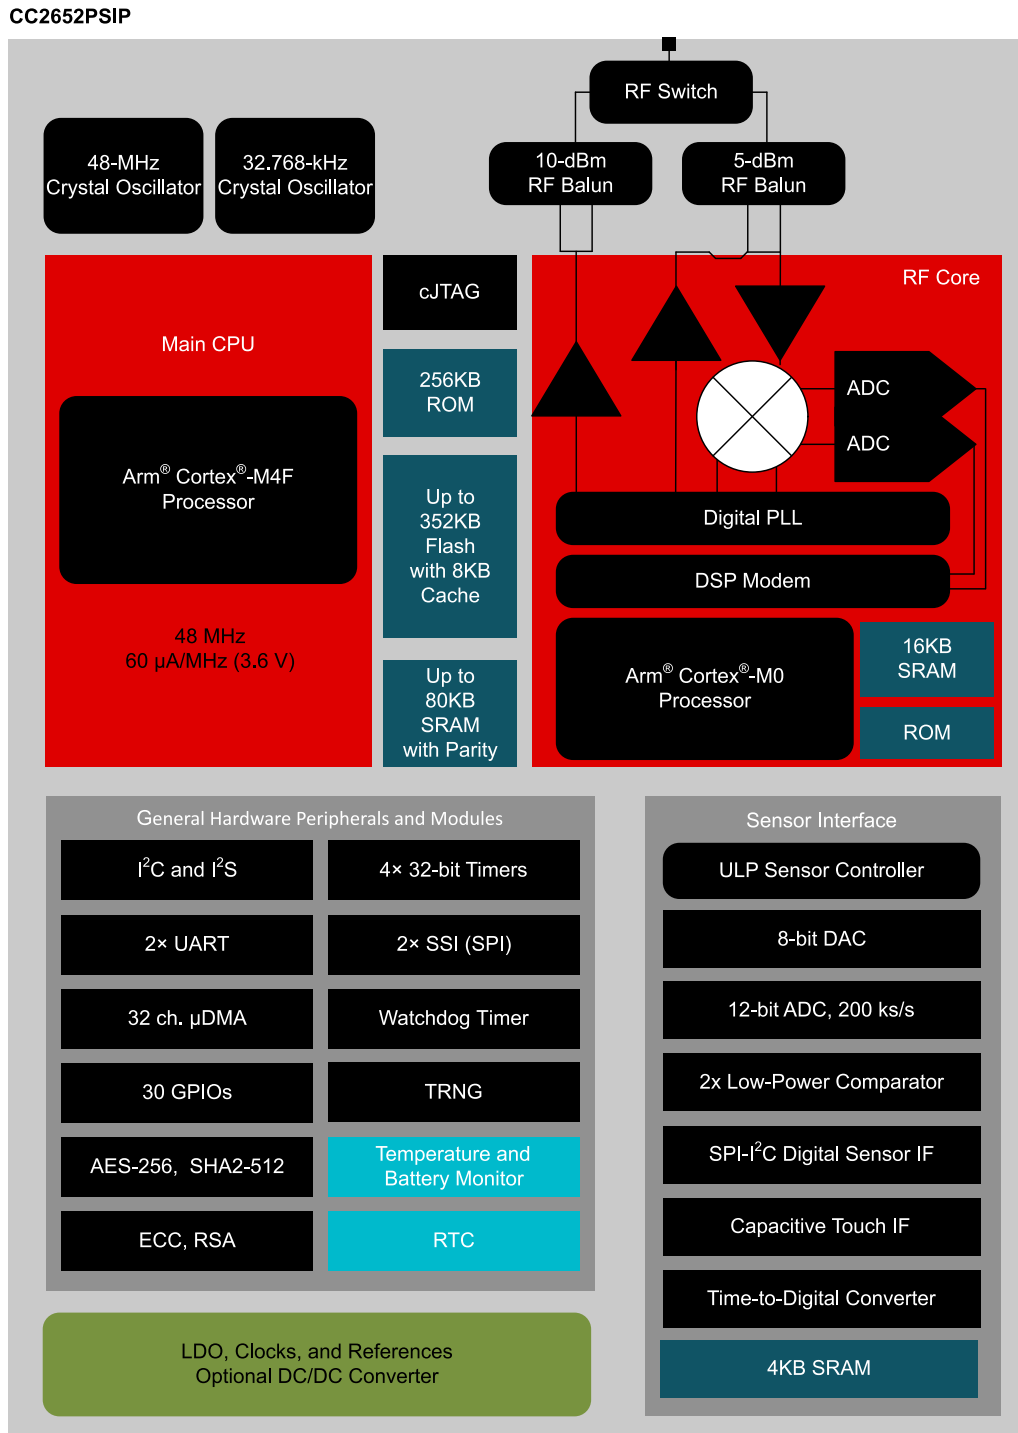 CC2652PSIP
RF Switch
48-MHz
Crystal Oscillator
32.768-kHz
Crystal Oscillator
10-dBm
RF Balun
5-dBm
RF Balun
Main CPU
Arm® Cortex®-M4F
Processor
48 MHz
60 µA/MHz (3.6 V)
cJTAG
256KB
ROM
Up to
352KB
Flash
with 8KB
Cache
Up to
80KB
SRAM
with Parity
RF Core
ADC
ADC
Digital PLL
DSP Modem
Arm® Cortex®-M0
Processor
16KB
SRAM
ROM
General Hardware Peripherals and Modules
I²C and I²S
4× 32-bit Timers
2× UART
2× SSI (SPI)
32 ch. µDMA
Watchdog Timer
30 GPIOs
TRNG
AES-256, SHA2-512
Temperature and
Battery Monitor
ECC, RSA
RTC
LDO, Clocks, and References
Optional DC/DC Converter
Sensor Interface
ULP Sensor Controller
8-bit DAC
12-bit ADC, 200 ks/s
2x Low-Power Comparator
SPI-I²C Digital Sensor IF
Capacitive Touch IF
Time-to-Digital Converter
4KB SRAM